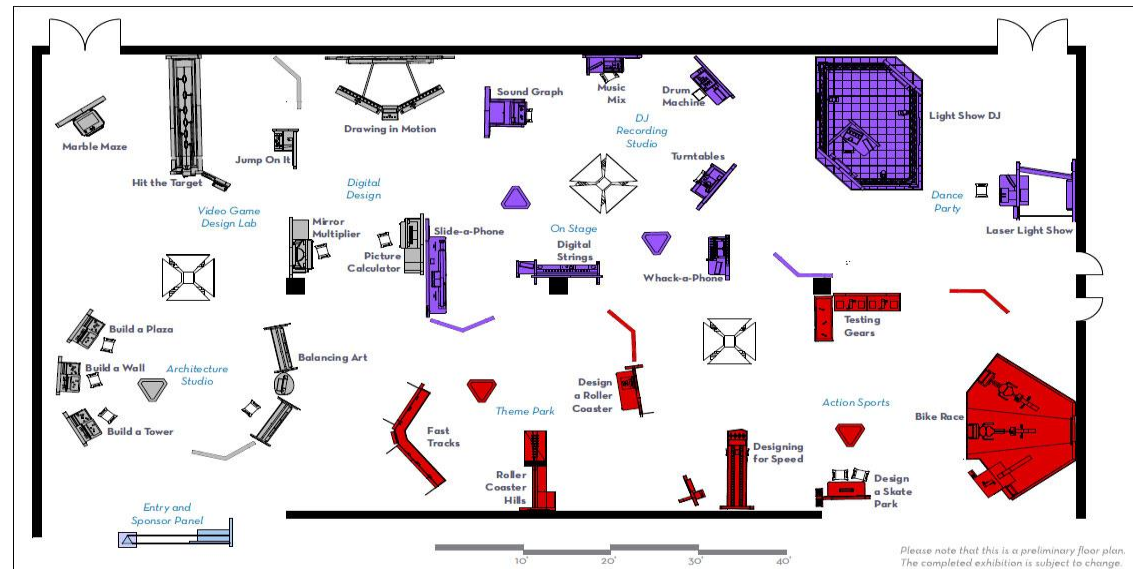 Marble Maze
Hit the Target
Jump On It
Drawing in Motion
Sound Graph
Music
Mix
Drum
Machine
Light Show DJ
DJ
Recording
Studio
Turntables
Digital
Design
Video Game
Design Lab
Mirror
Multiplier
Picture
Calculator
Slide-a-Phone
On Stage
Digital
Strings
Whack-a-Phone
Dance
Party
Laser Light Show
Build a Plaza
Build a Wall
Build a Tower
Architecture
Studio
Balancing Art
Testing
Gears
Design
a Roller
Coaster
Theme Park
Fast
Tracks
Roller
Coaster
Hills
Action Sports
Bike Race
Designing
for Speed
Design
a Skate
Park
Entry and
Sponsor Panel
10'
20'
30'
40'
Please note that this is a preliminary floor plan.
The completed exhibition is subject to change.